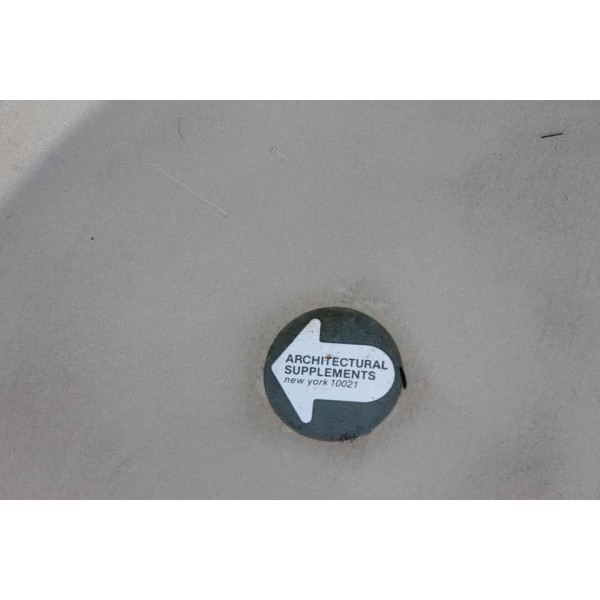 ARCHITECTURAL
SUPPLEMENTS
new york 10021